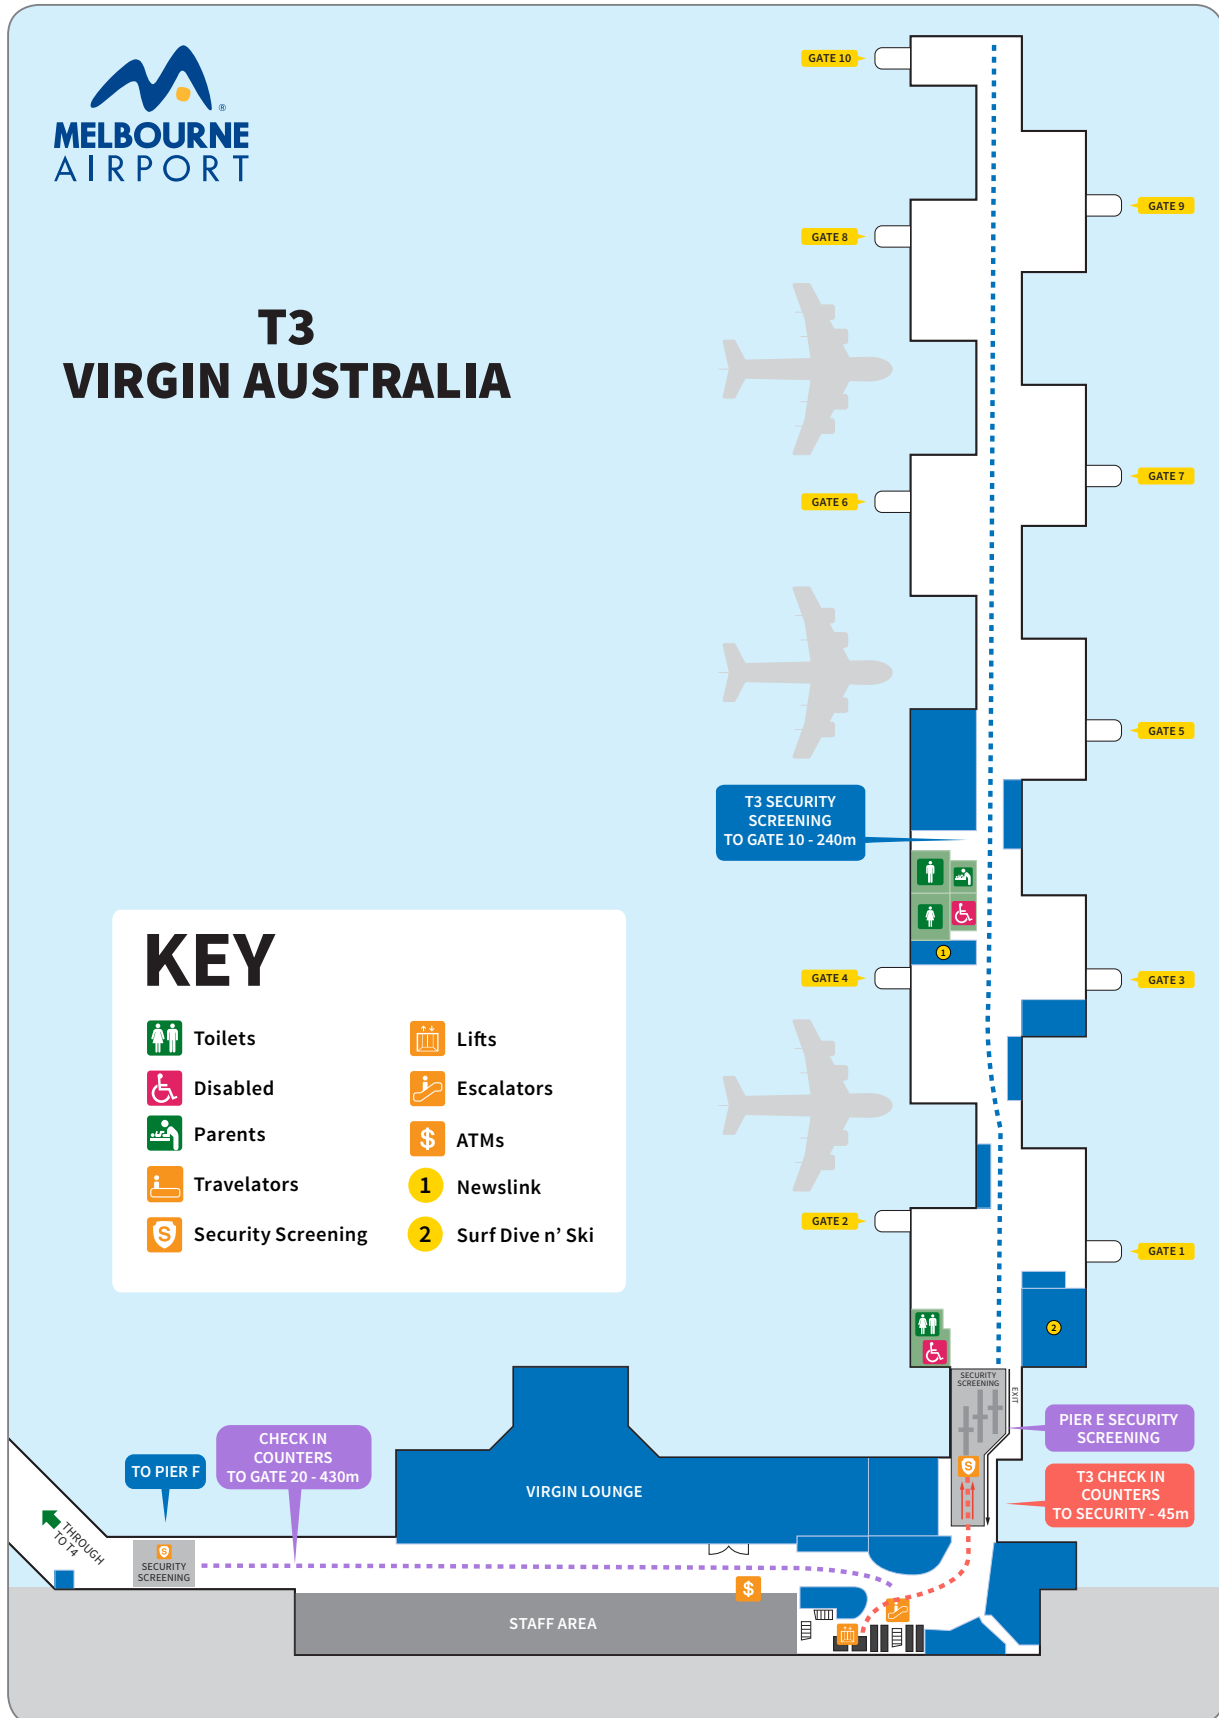 MELBOURNE
AIRPORT
®
T3
VIRGIN AUSTRALIA
GATE 10
GATE 9
GATE 8
GATE 7
GATE 6
GATE 5
T3 SECURITY
SCREENING
TO GATE 10 - 240m
1
GATE 4
GATE 3
GATE 2
GATE 1
2
KEY
Toilets
Disabled
Parents
Travelators
S
Security Screening
Lifts
Escalators
$
ATMs
1
Newslink
2
Surf Dive n’ Ski
SECURITY
SCREENING
EXIT
S
PIER E SECURITY
SCREENING
T3 CHECK IN
COUNTERS
TO SECURITY - 45m
CHECK IN
COUNTERS
TO GATE 20 - 430m
TO PIER F
VIRGIN LOUNGE
THROUGH
TO T4
S
SECURITY
SCREENING
$
STAFF AREA